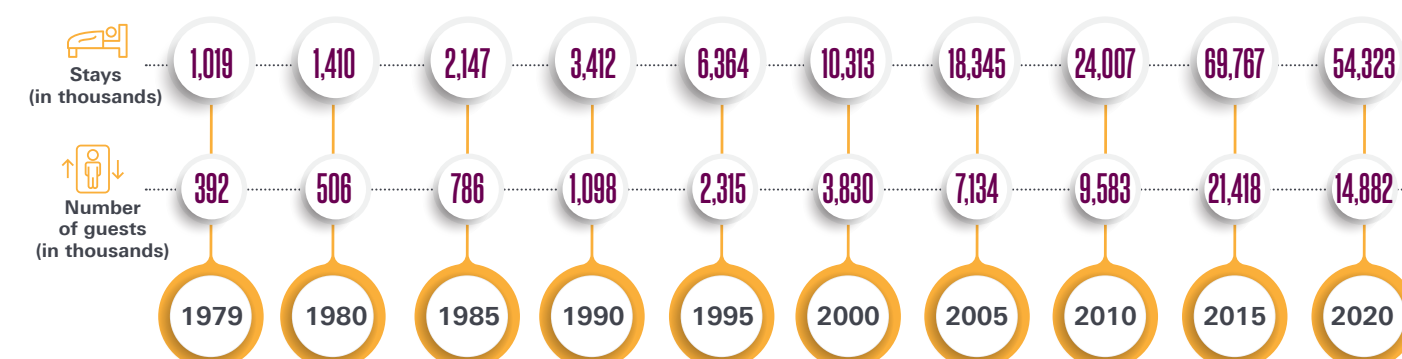 Stays
(in thousands)
1,019 1,410 2,147 3,412 6,364 10,313 18,345 24,007 69,767 54,323
Number
of guests
(in thousands)
392 506 786 1,098 2,315 3,830 7,134 9,583 21,418 14,882
1979 1980 1985 1990 1995 2000 2005 2010 2015 2020